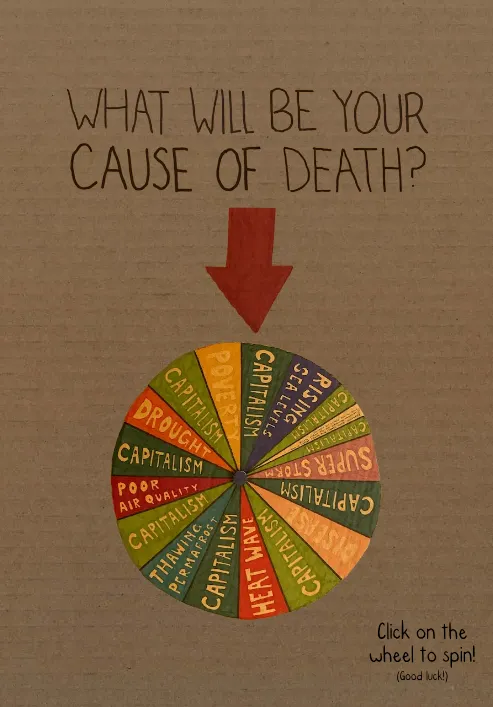 WHAT WILL BE YOUR
CAUSE OF DEATH?
CAPITALISM
RISING
SEA LEVELS
CAPITALISM
CAPITALISM
SUPER STORM
CAPITALISM
DISEASE
CAPITALISM
HEAT WAVE
CAPITALISM
THAWING
PERMAFROST
CAPITALISM
POOR
AIR QUALITY
CAPITALISM
DROUGHT
CAPITALISM
POVERTY
Click on the
wheel to spin!
(Good luck!)